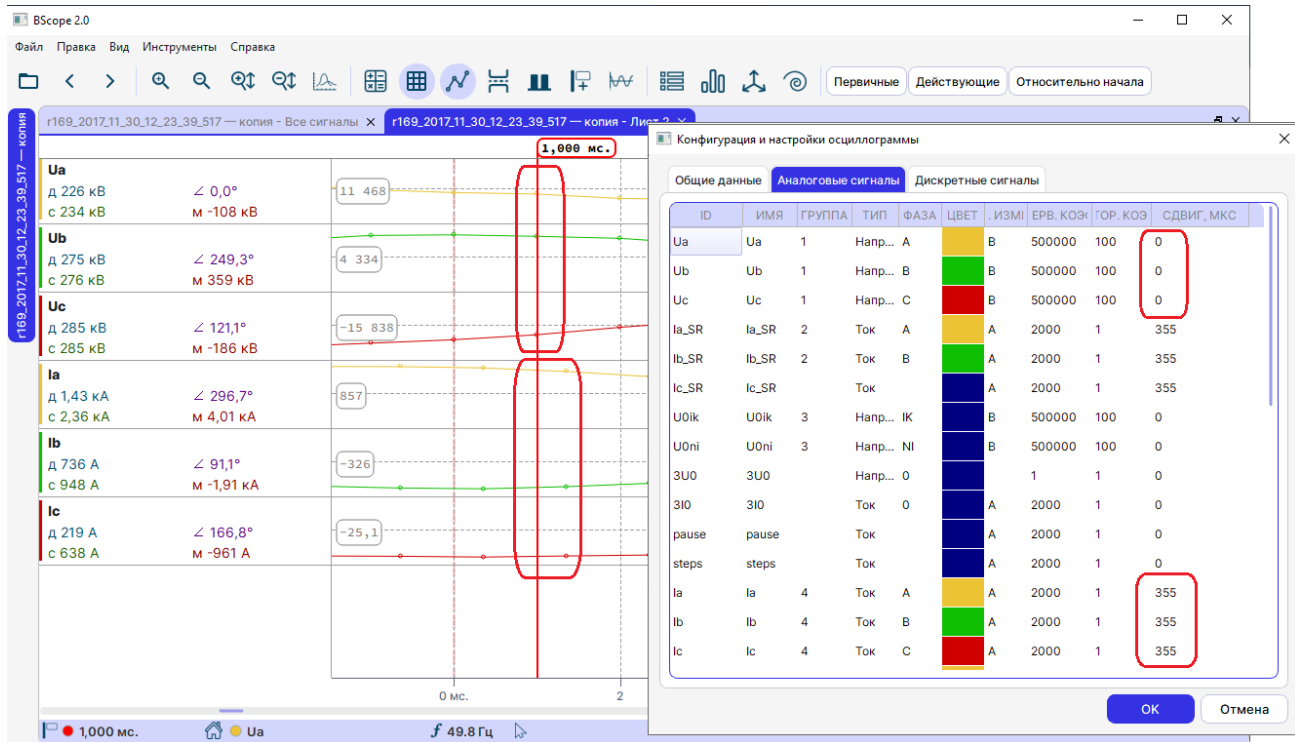 BScope 2.0
Файл Правка Вид Инструменты Справка
Первичные Действующие Относительно начала
r169_2017_11_30_12_23_39_517 — копия
r169_2017_11_30_12_23_39_517 — копия - Все сигналы ×
r169_2017_11_30_12_23_39_517 — копия - Лист 2 ×
1,000 мс.
Ua
д 226 кВ ∠ 0,0°
с 234 кВ м -108 кВ
11 468
Ub
д 275 кВ ∠ 249,3°
с 276 кВ м 359 кВ
4 334
Uc
д 285 кВ ∠ 121,1°
с 285 кВ м -186 кВ
-15 838
Ia
д 1,43 кА ∠ 296,7°
с 2,36 кА м 4,01 кА
857
Ib
д 736 А ∠ 91,1°
с 948 А м -1,91 кА
-326
Ic
д 219 А ∠ 166,8°
с 638 А м -961 А
-25,1
0 мс. 2
1,000 мс. Ua f 49.8 Гц
Конфигурация и настройки осциллограммы
Общие данные Аналоговые сигналы Дискретные сигналы
ID ИМЯ ГРУППА ТИП ФАЗА ЦВЕТ . ИЗМІ ЕРВ. КОЭ ТОР. КОЭ СДВИГ, МКС
Ua Ua 1 Напр... A В 500000 100 0
Ub Ub 1 Напр... B В 500000 100 0
Uc Uc 1 Напр... C В 500000 100 0
Ia_SR Ia_SR 2 Ток A А 2000 1 355
Ib_SR Ib_SR 2 Ток B А 2000 1 355
Ic_SR Ic_SR Ток А 2000 1 355
U0ik U0ik 3 Напр... IK В 500000 100 0
U0ni U0ni 3 Напр... NI В 500000 100 0
3U0 3U0 Напр... 0 1 1 0
3I0 3I0 Ток 0 А 2000 1 0
pause pause Ток А 2000 1 0
steps steps Ток А 2000 1 0
Ia Ia 4 Ток A А 2000 1 355
Ib Ib 4 Ток B А 2000 1 355
Ic Ic 4 Ток C А 2000 1 355
OK Отмена